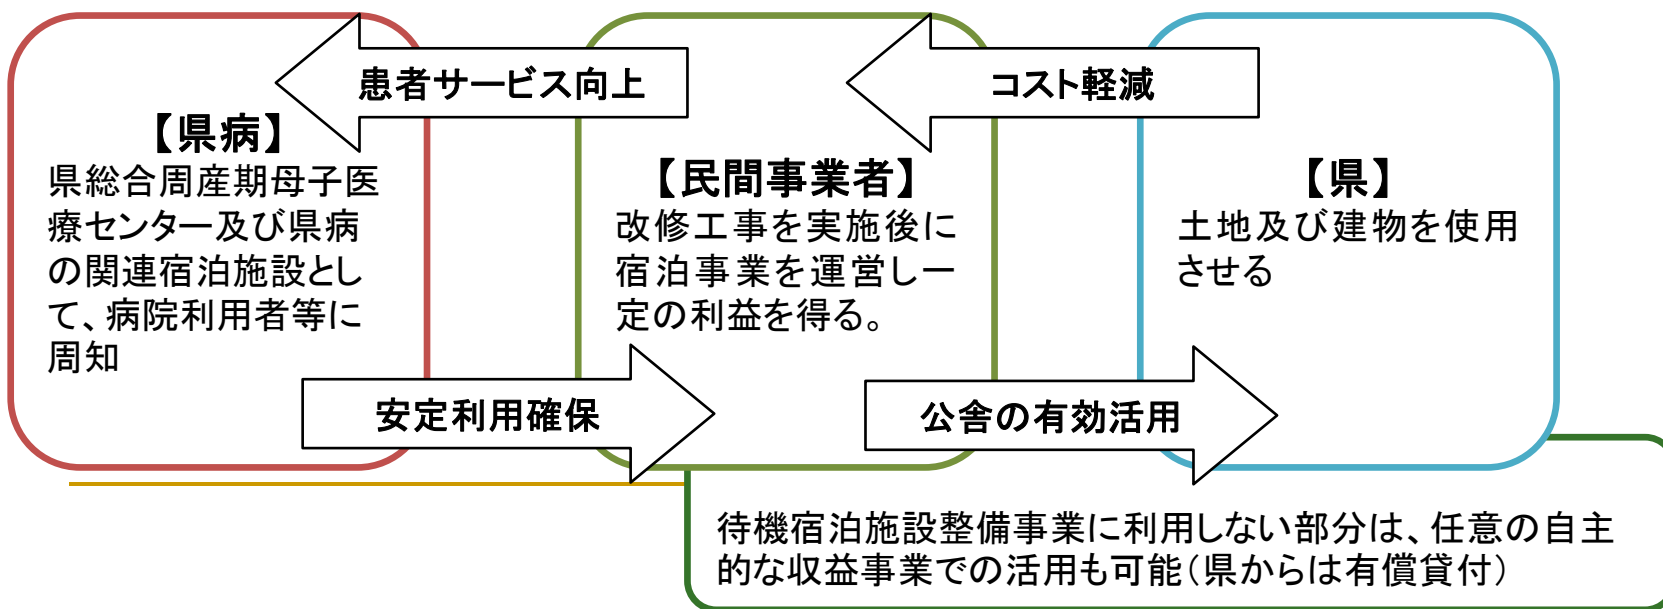 患者サービス向上
コスト軽減
【県病】
県総合周産期母子医
療センター及び県病
の関連宿泊施設とし
て、病院利用者等に
周知
【民間事業者】
改修工事を実施後に
宿泊事業を運営し一
定の利益を得る。
【県】
土地及び建物を使用
させる
安定利用確保
公舎の有効活用
待機宿泊施設整備事業に利用しない部分は、任意の自主
的な収益事業での活用も可能（県からは有償貸付）